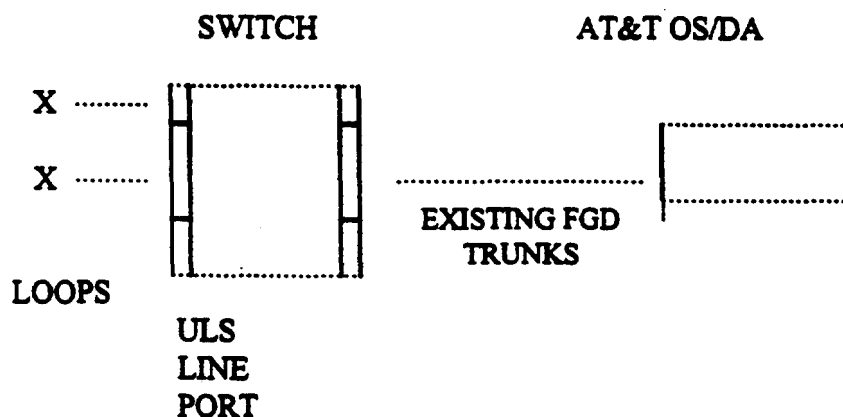 SWITCH
AT&T OS/DA
X
X
EXISTING FGD
TRUNKS
LOOPS
ULS
LINE
PORT